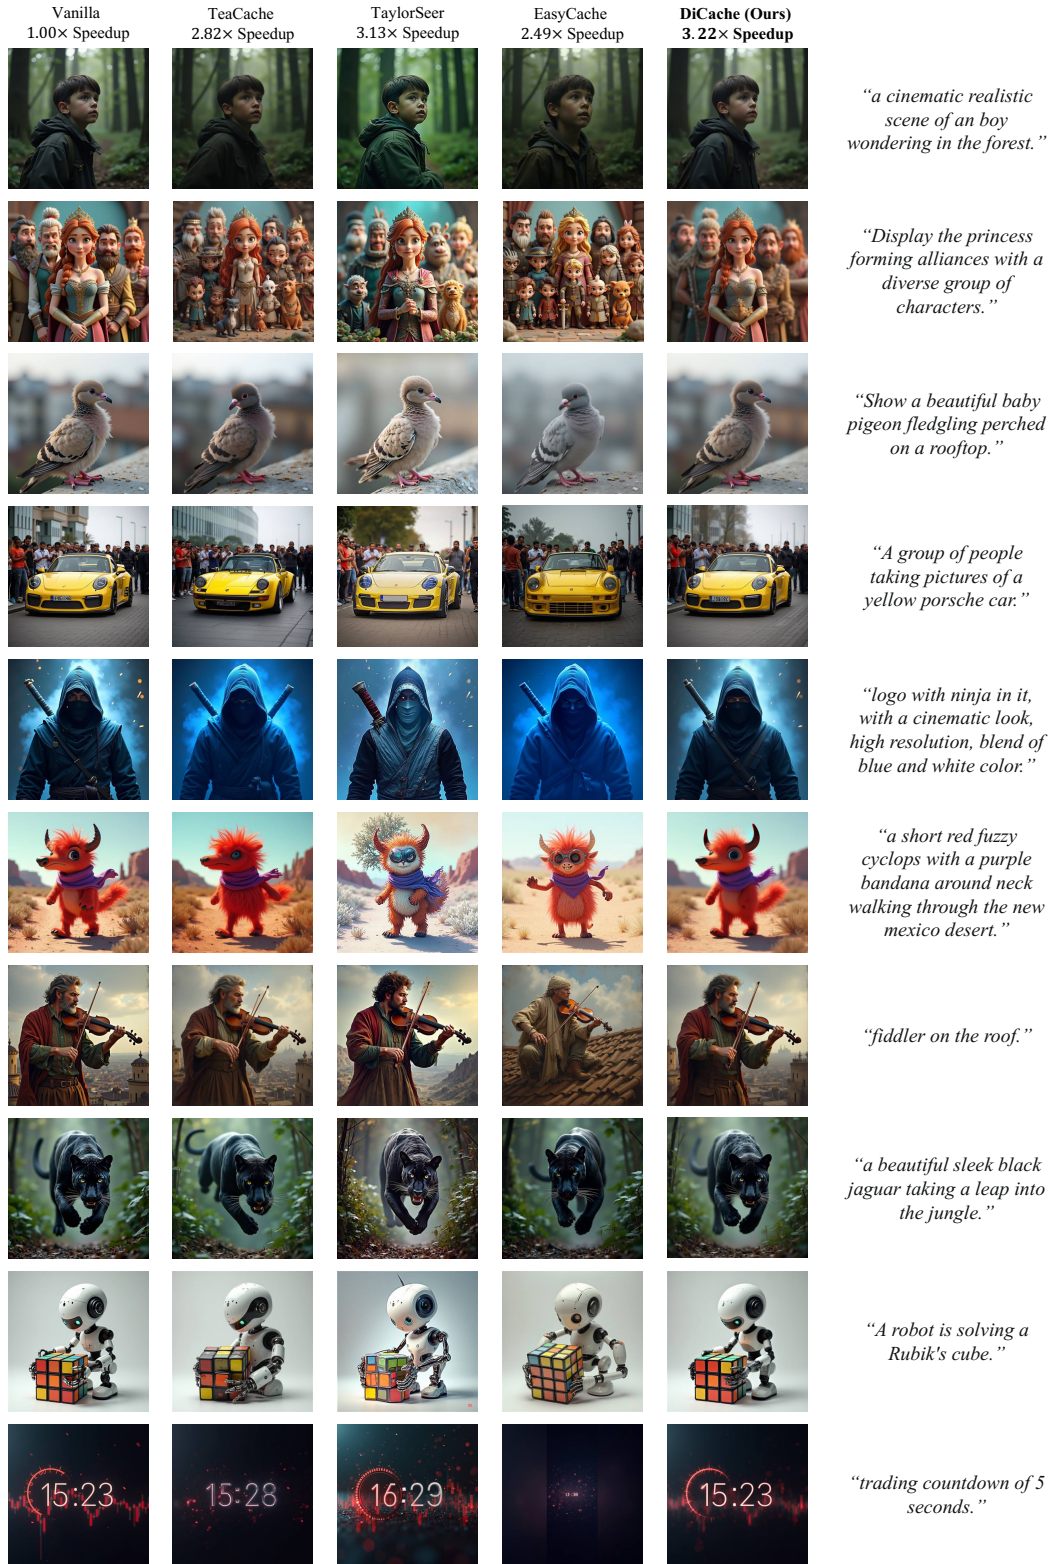 Vanilla
1.00× Speedup
TeaCache
2.82× Speedup
TaylorSeer
3.13× Speedup
EasyCache
2.49× Speedup
DiCache (Ours)
3.22× Speedup
“a cinematic realistic
scene of an boy
wondering in the forest.”
“Display the princess
forming alliances with a
diverse group of
characters.”
“Show a beautiful baby
pigeon fledgling perched
on a rooftop.”
“A group of people
taking pictures of a
yellow porsche car.”
“logo with ninja in it,
with a cinematic look,
high resolution, blend of
blue and white color.”
“a short red fuzzy
cyclops with a purple
bandana around neck
walking through the new
mexico desert.”
“fiddler on the roof.”
“a beautiful sleek black
jaguar taking a leap into
the jungle.”
“A robot is solving a
Rubik's cube.”
15:23
15:28
16:29
15:23
“trading countdown of 5
seconds.”